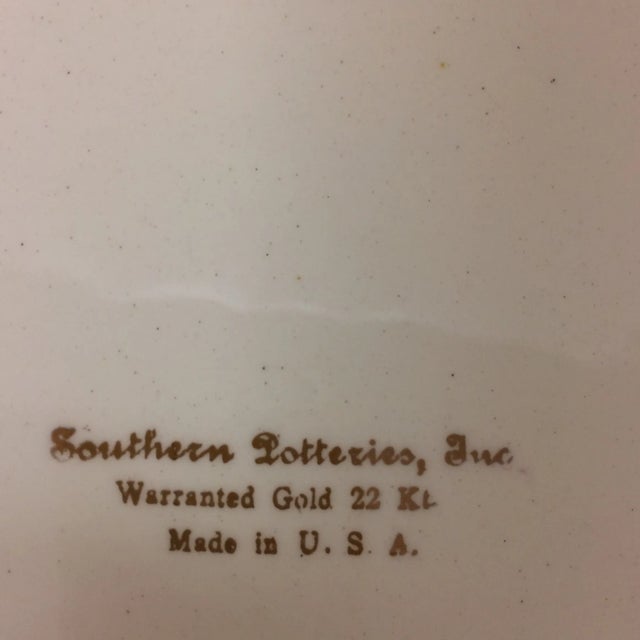 Southern Potteries, Inc
Warranted Gold 22 Kt.
Made in U. S. A.